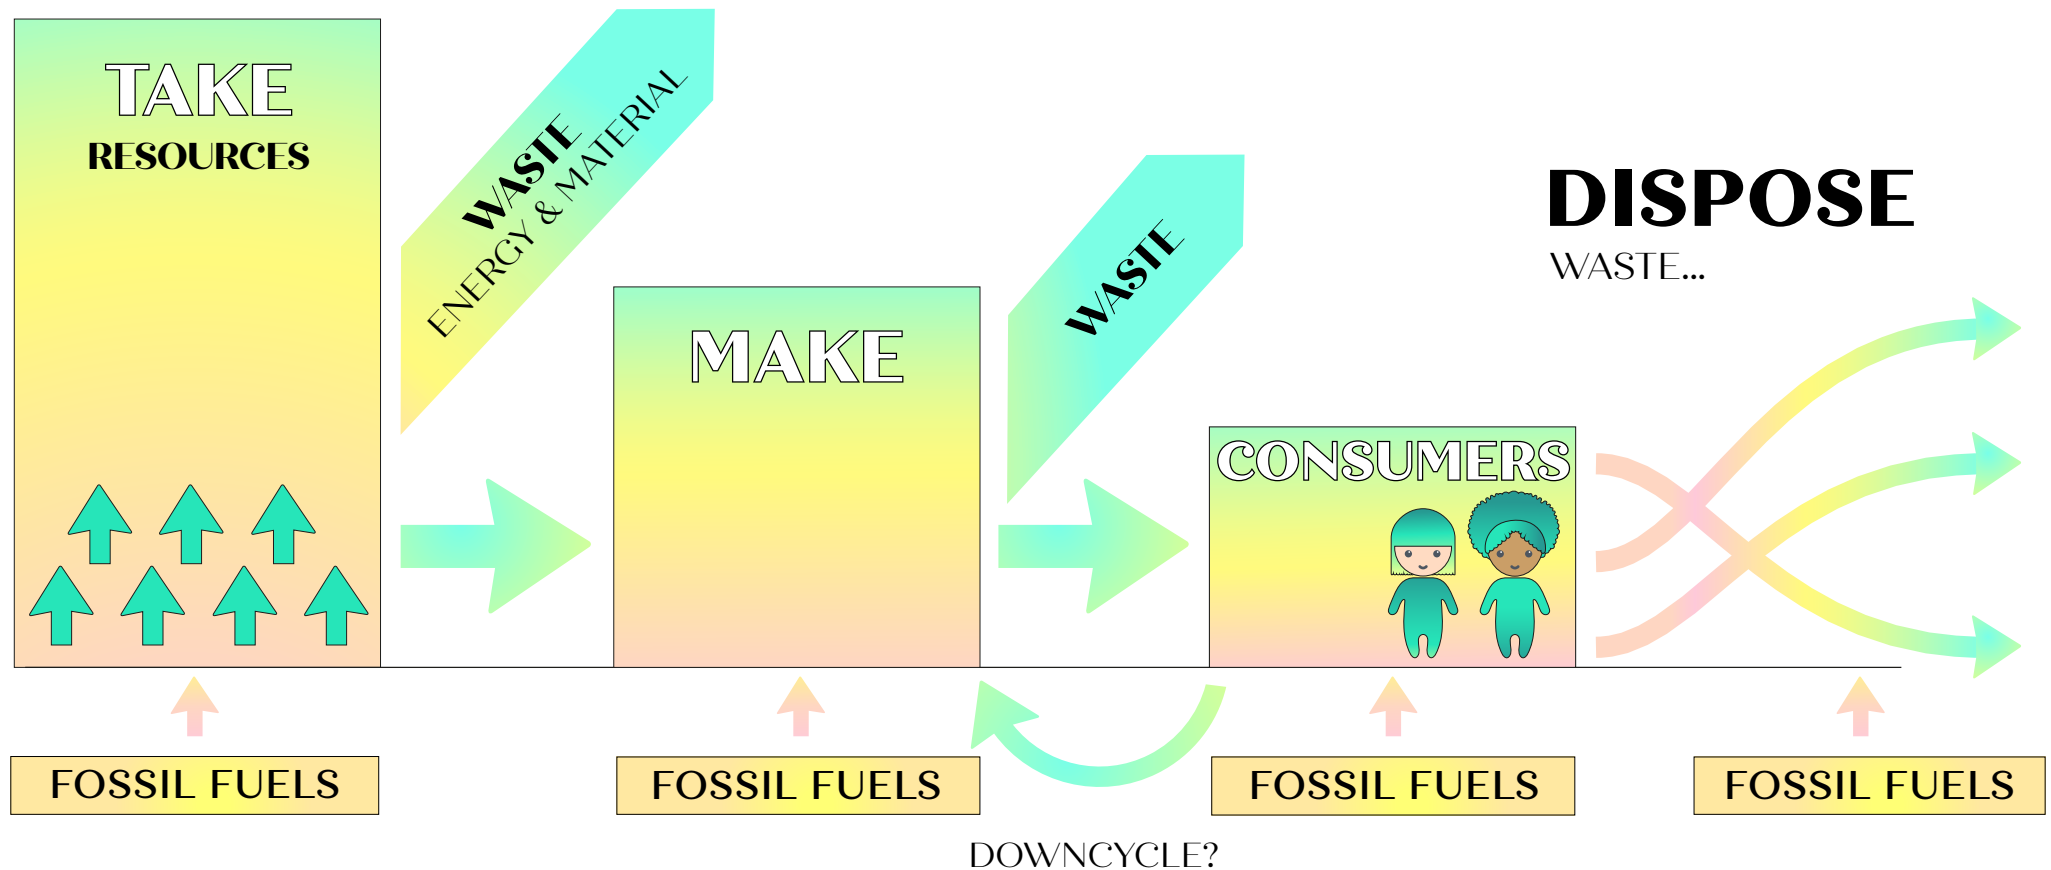 TAKE
RESOURCES
WASTE
ENERGY & MATERIAL
MAKE
WASTE
CONSUMERS
DISPOSE
WASTE...
FOSSIL FUELS
FOSSIL FUELS
FOSSIL FUELS
FOSSIL FUELS
DOWNCYCLE?